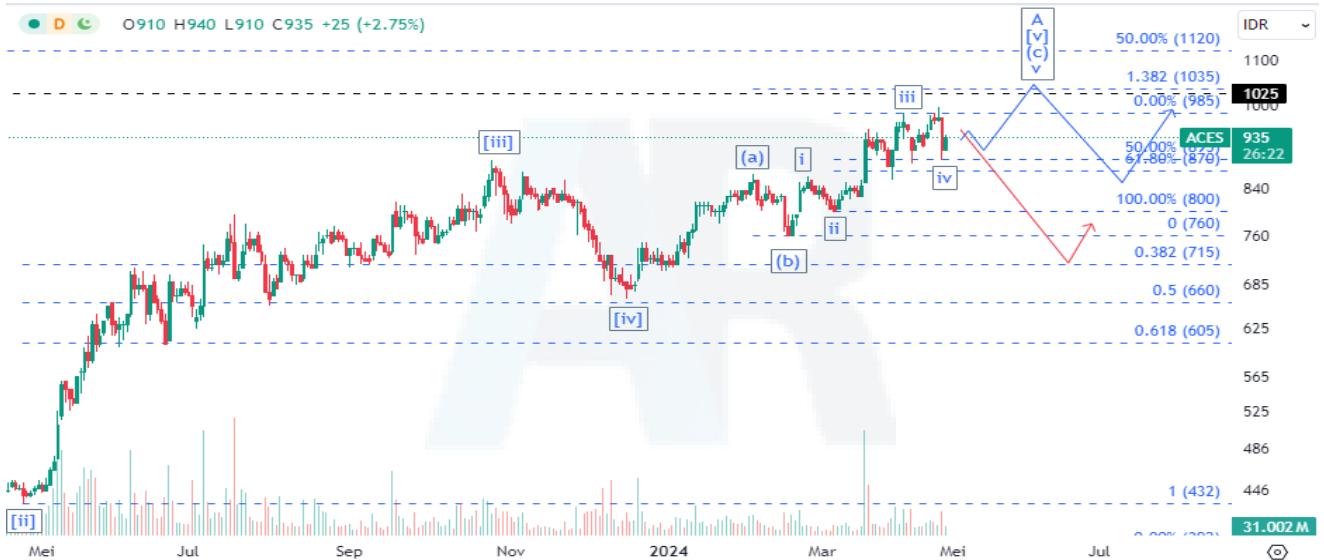 D O910 H940 L910 C935 +25 (+2.75%)
IDR
A
[v]
(c)
v
50.00% (1120)
1100
1.382 (1035)
1025
1000
0.00% (985)
iii
ACES 935
26:22
[iii]
(a)
i
61.80% (870)
iv
840
100.00% (800)
ii
0 (760)
760
(b)
0.382 (715)
685
0.5 (660)
[iv]
625
0.618 (605)
565
525
486
1 (432)
446
[ii]
31.002M
Mei Jul Sep Nov 2024 Mar Mei Jul
AR